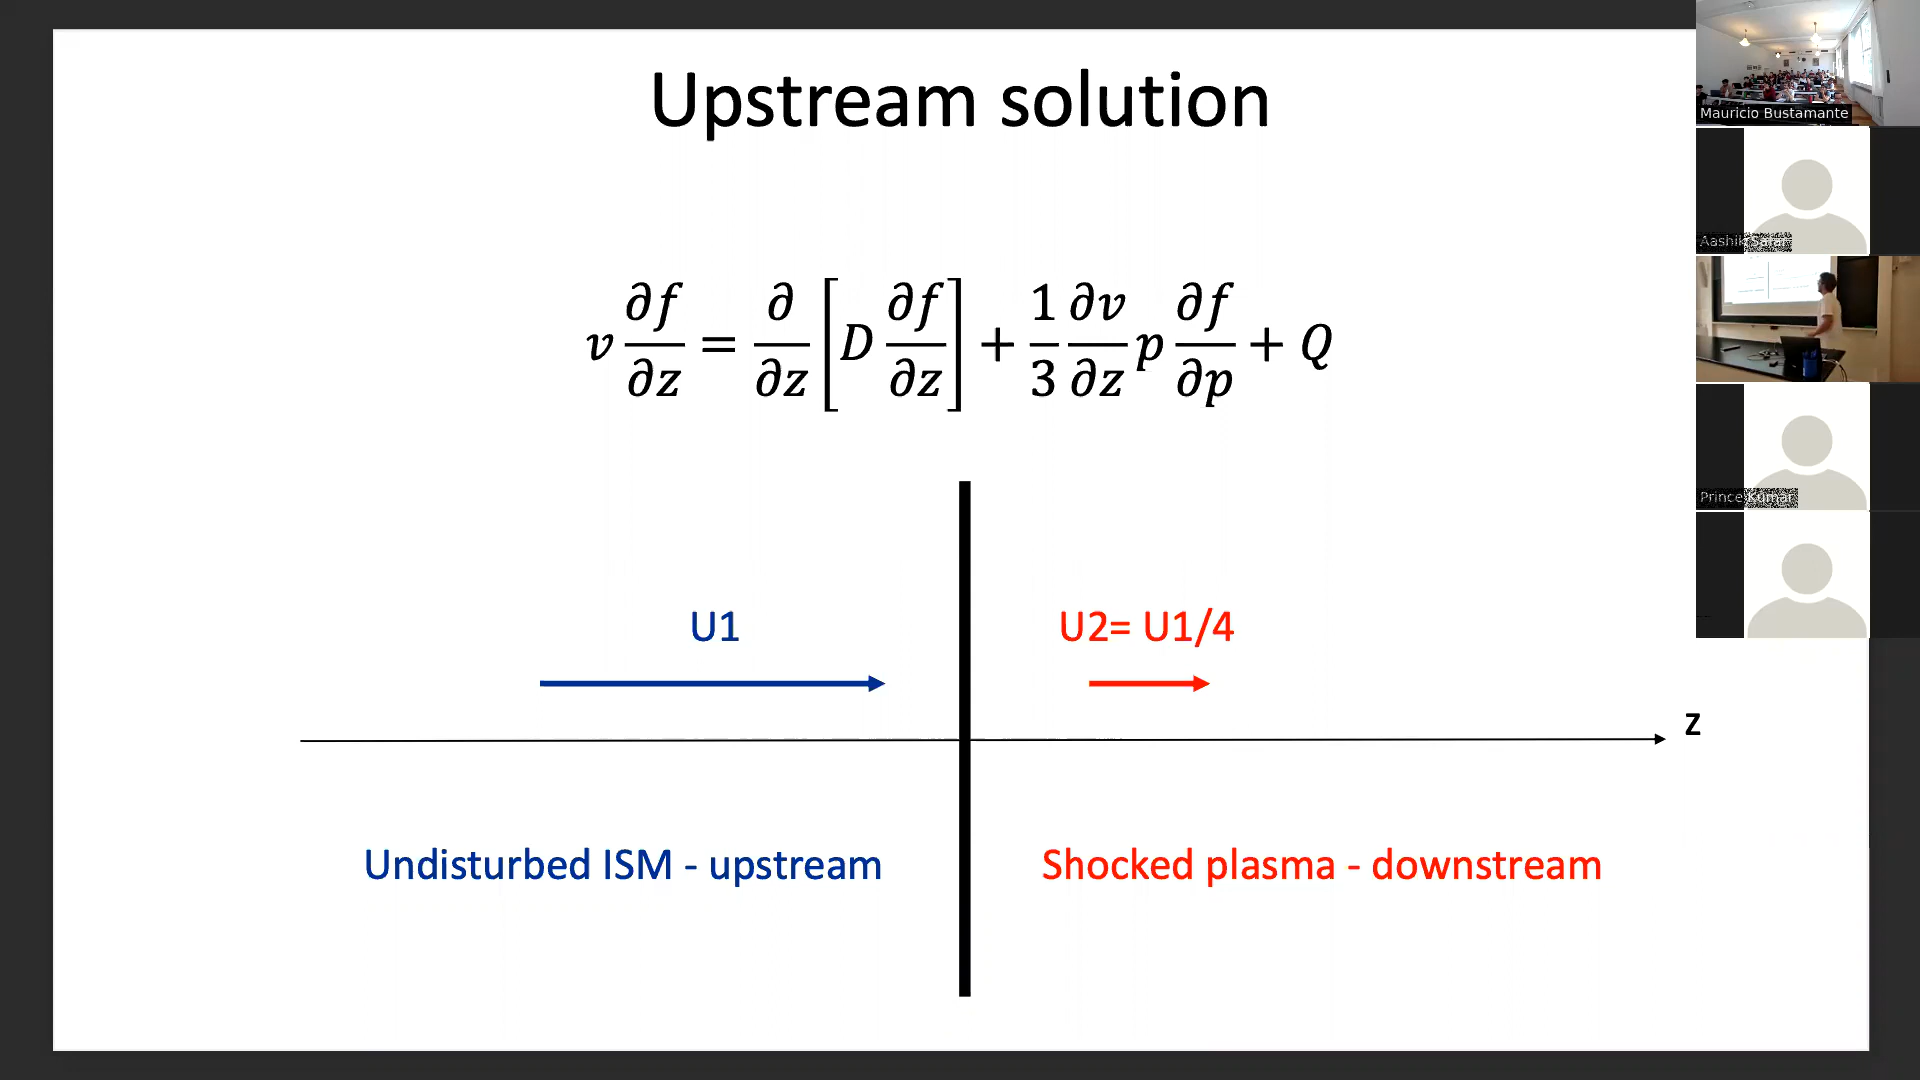 Upstream solution
v ∂f/∂z = ∂/∂z [D ∂f/∂z] + 1/3 ∂v/∂z p ∂f/∂p + Q
U1
U2= U1/4
z
Undisturbed ISM - upstream
Shocked plasma - downstream
Mauricio Bustamante
Prince Kumar